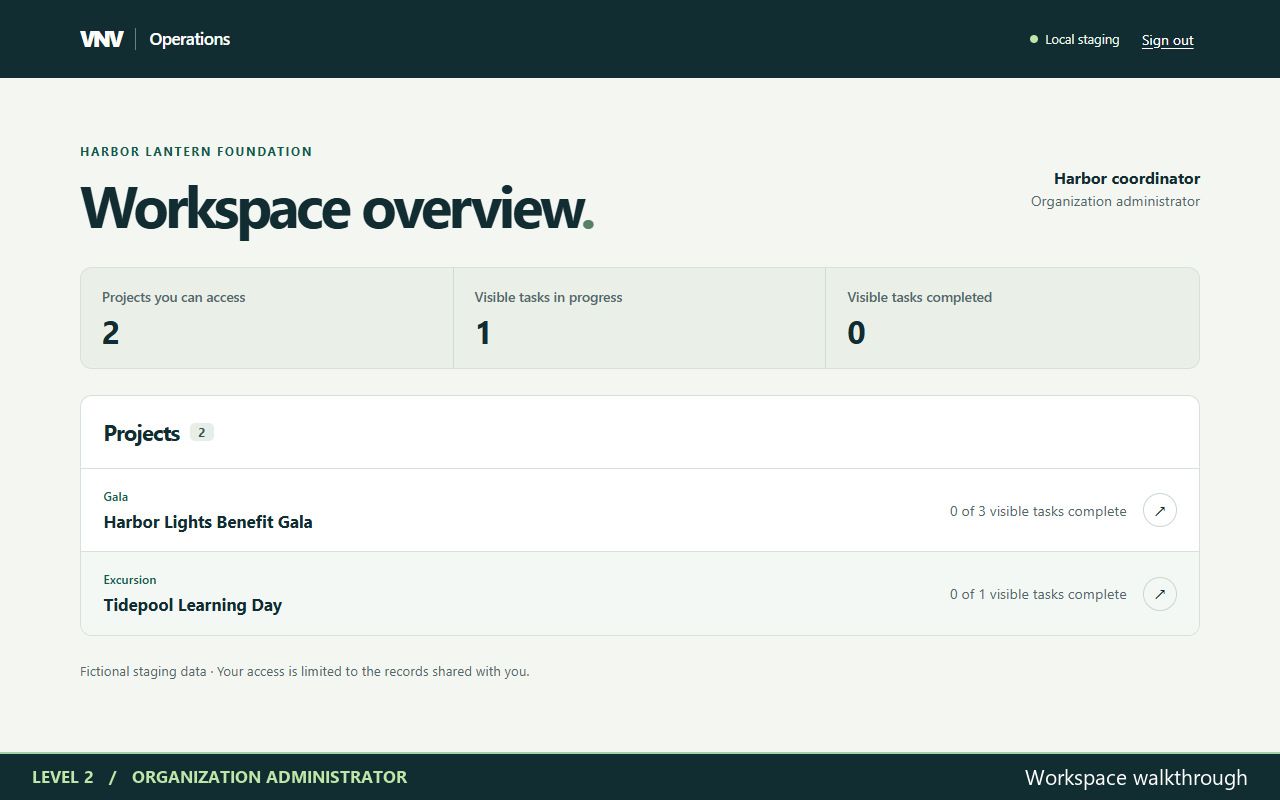 VNV Operations
Local staging
Sign out
HARBOR LANTERN FOUNDATION
Workspace overview.
Harbor coordinator
Organization administrator
Projects you can access
2
Visible tasks in progress
1
Visible tasks completed
0
Projects 2
Gala
Harbor Lights Benefit Gala
0 of 3 visible tasks complete ↗
Excursion
Tidepool Learning Day
0 of 1 visible tasks complete ↗
Fictional staging data · Your access is limited to the records shared with you.
LEVEL 2 / ORGANIZATION ADMINISTRATOR
Workspace walkthrough